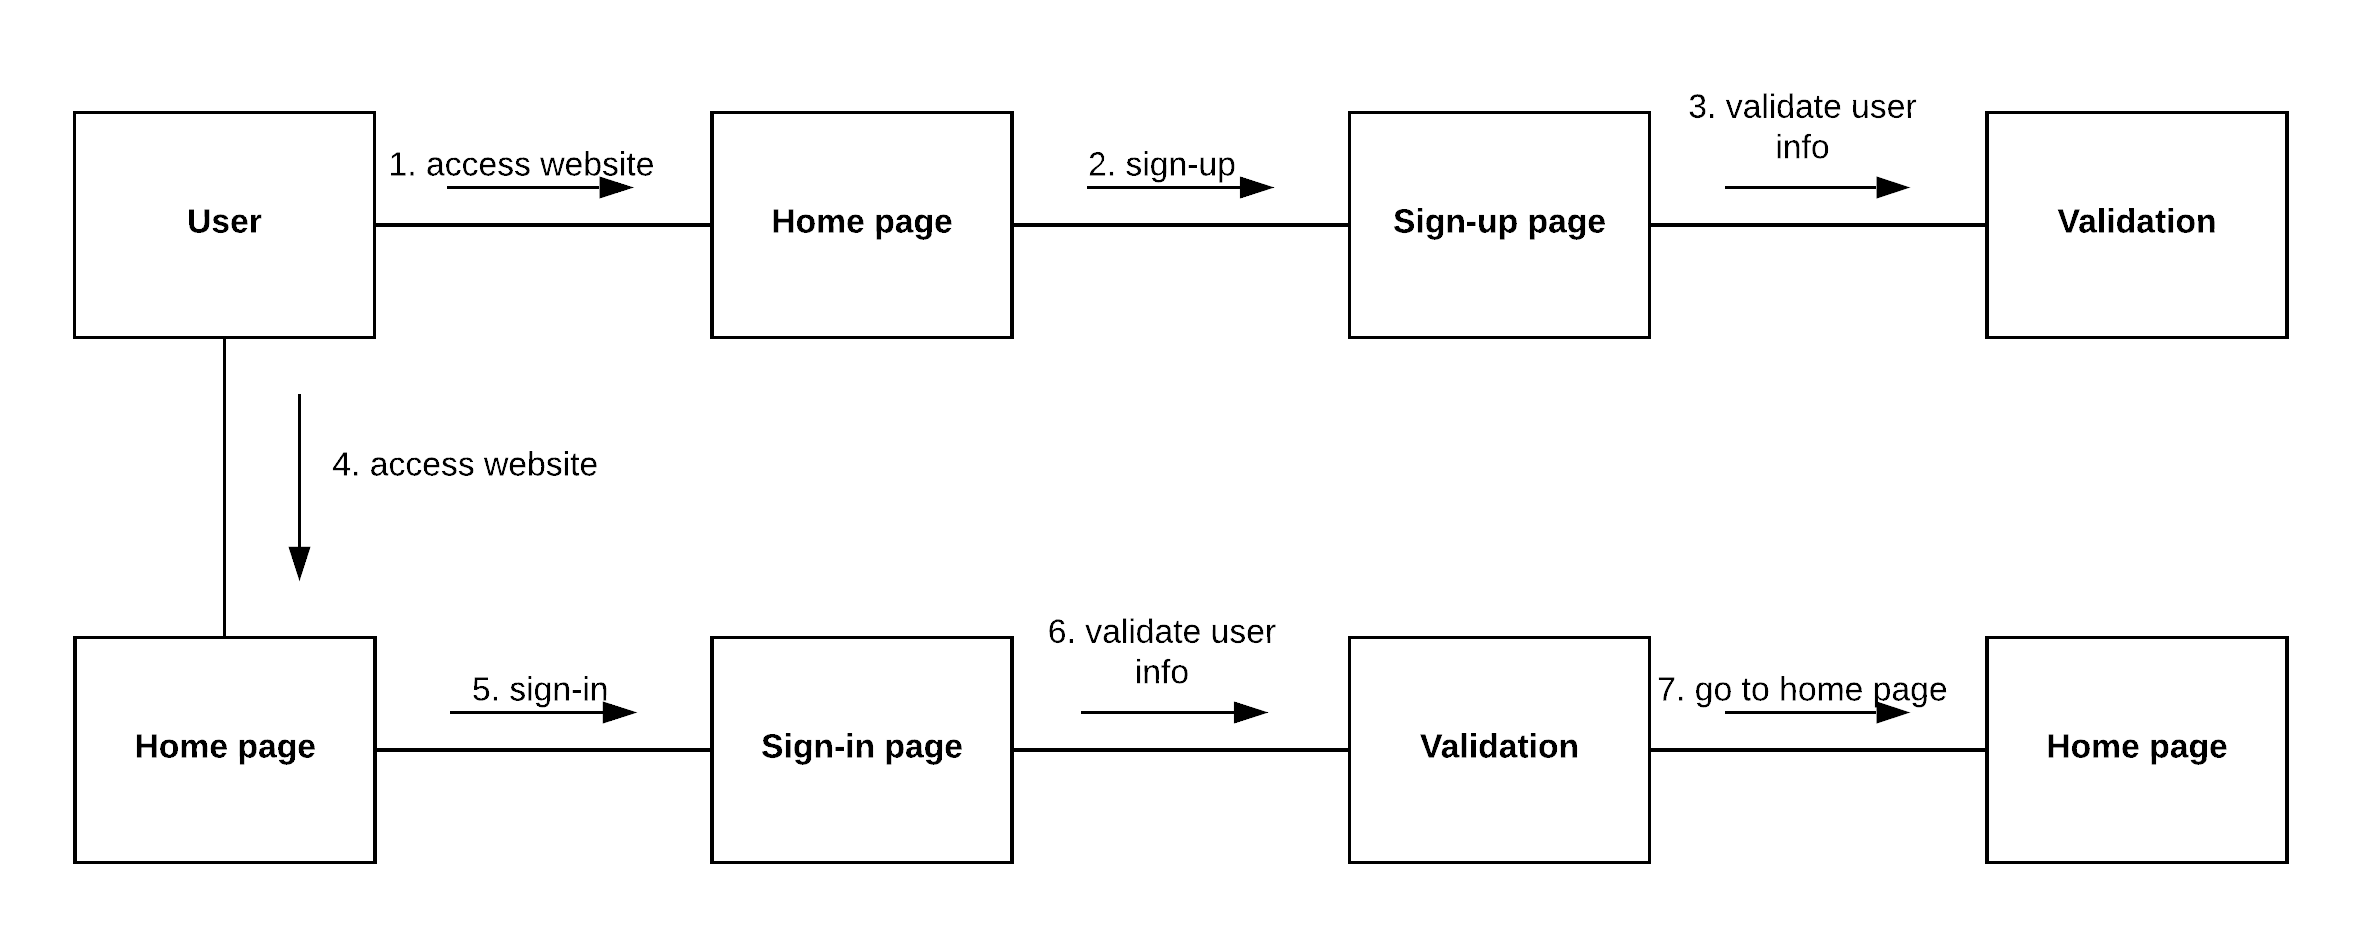 3. validate user
info
1. access website
2. sign-up
User
Home page
Sign-up page
Validation
4. access website
6. validate user
info
5. sign-in
7. go to home page
Home page
Sign-in page
Validation
Home page